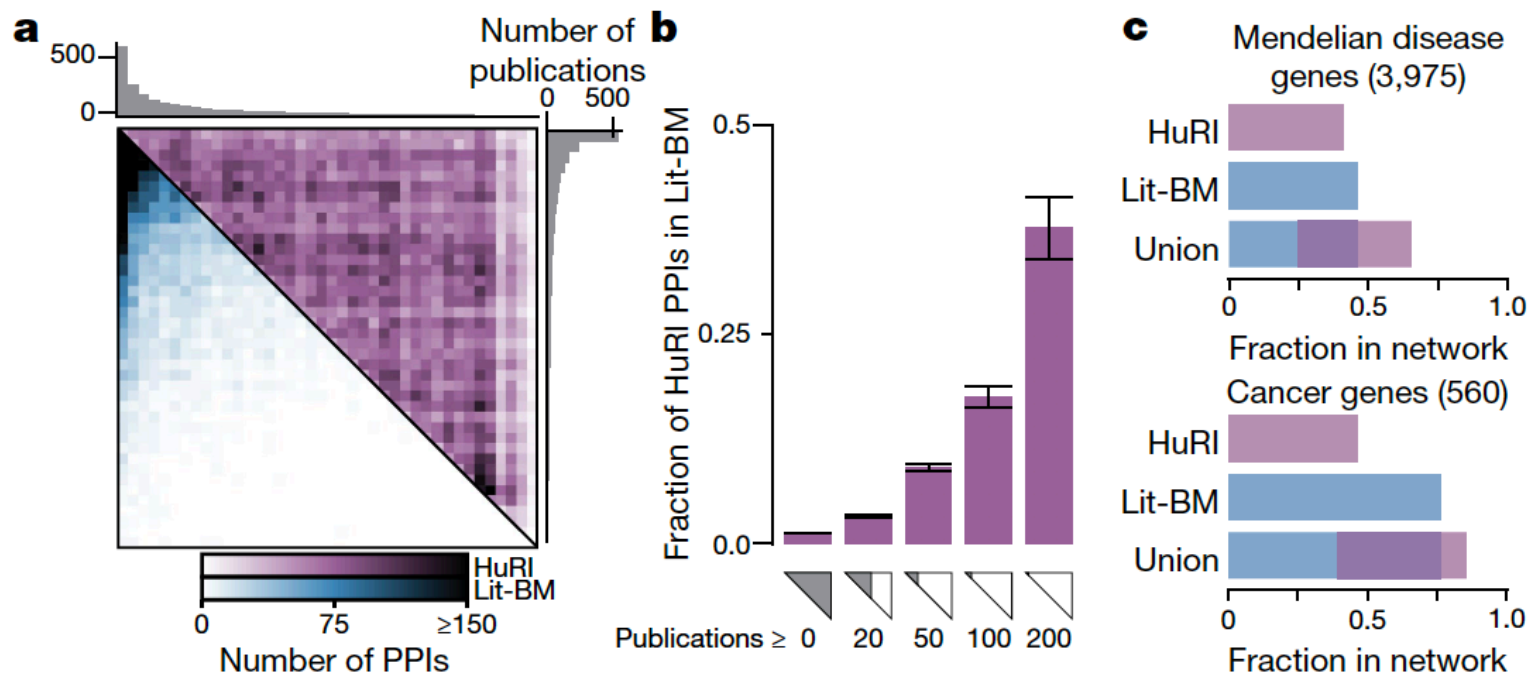 a
500
0
Number of
publications
0 500
HuRI
Lit-BM
0 75 ≥150
Number of PPIs
b
Fraction of HuRI PPIs in Lit-BM
0.5
0.25
0.0
Publications ≥ 0 20 50 100 200
c
Mendelian disease
genes (3,975)
HuRI
Lit-BM
Union
0 0.5 1.0
Fraction in network
Cancer genes (560)
HuRI
Lit-BM
Union
0 0.5 1.0
Fraction in network